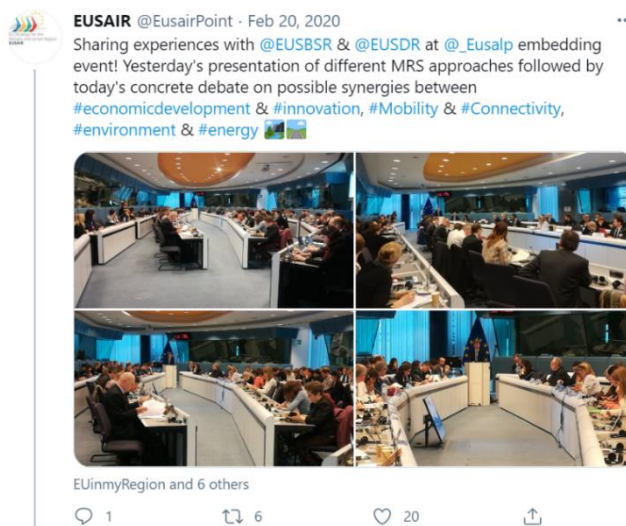 EUSAIR @EusairPoint · Feb 20, 2020
Sharing experiences with @EUSBSR & @EUSDR at @_Eusalp embedding
event! Yesterday's presentation of different MRS approaches followed by
today's concrete debate on possible synergies between
#economicdevelopment & #innovation, #Mobility & #Connectivity,
#environment & #energy
EUinmyRegion and 6 others
1 6 20